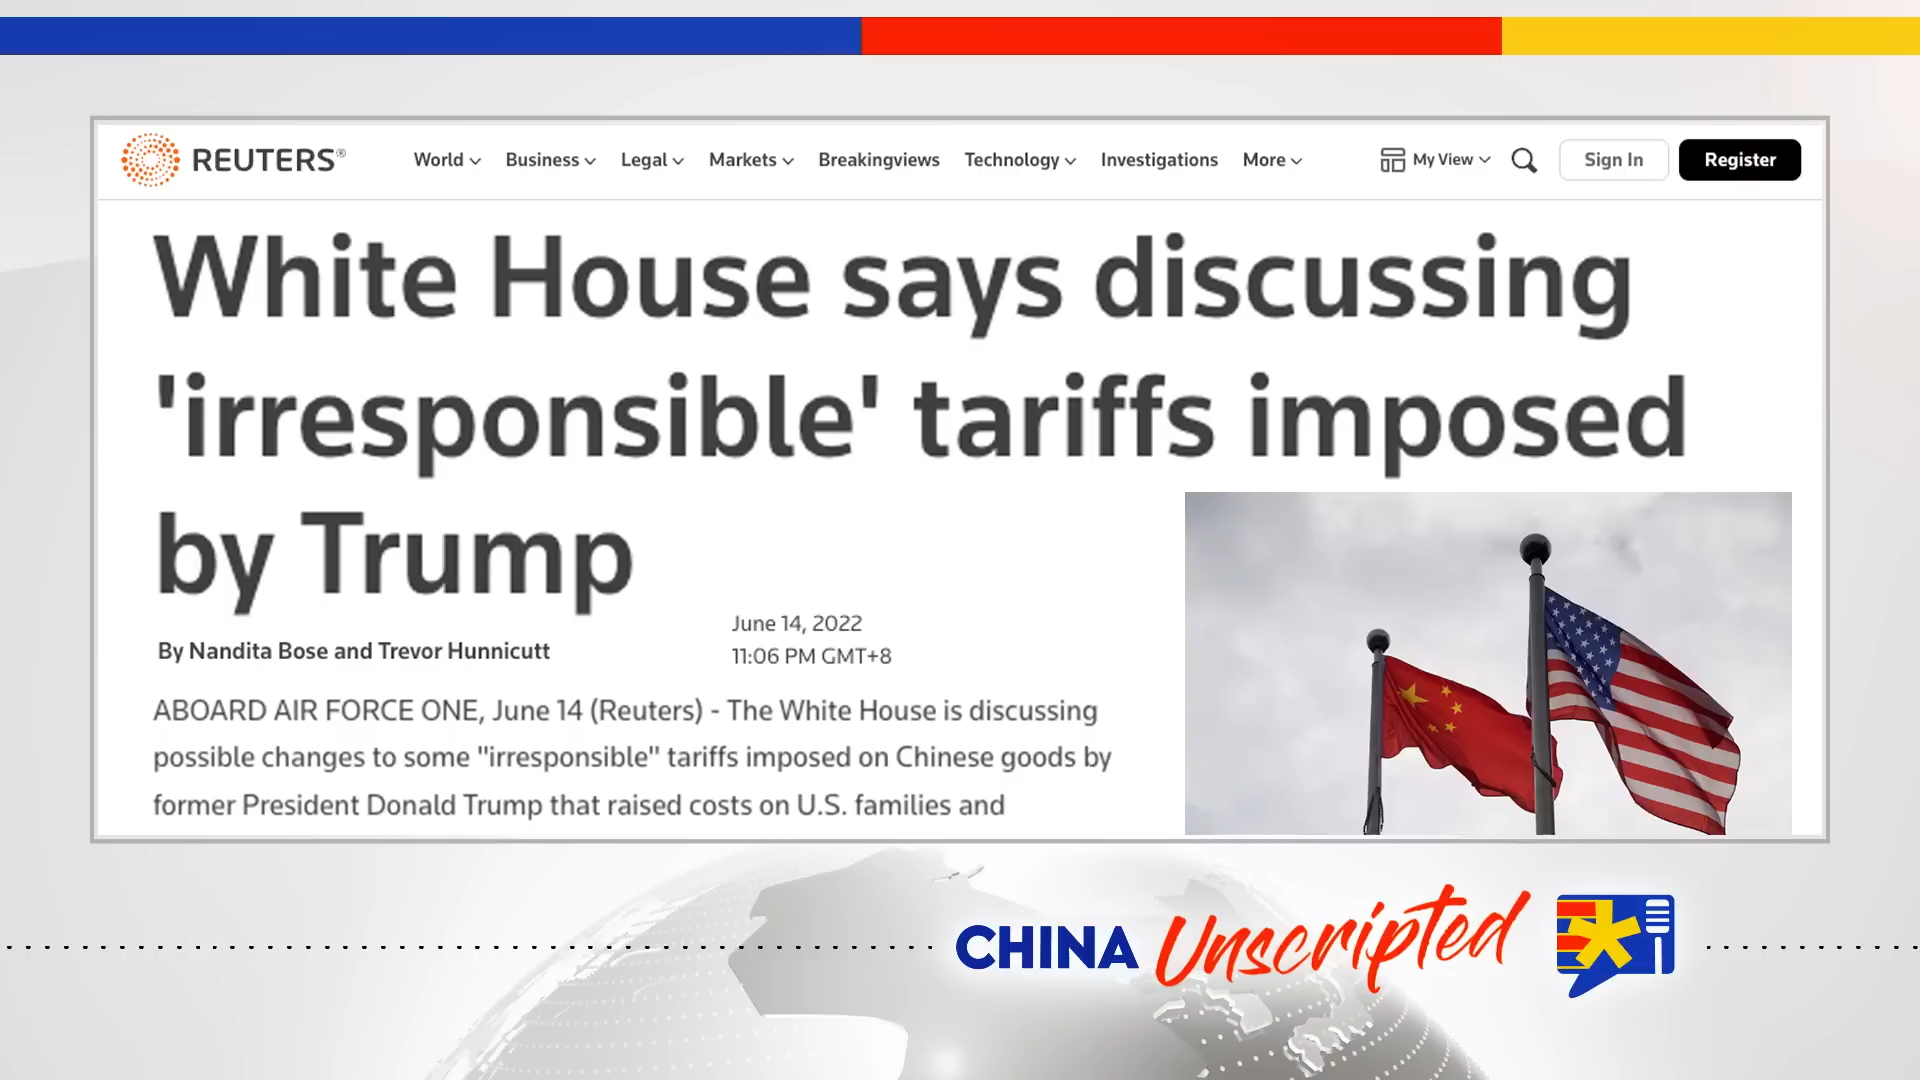 REUTERS®
World Business Legal Markets Breakingviews Technology Investigations More My View Sign In Register
White House says discussing
'irresponsible' tariffs imposed
by Trump
By Nandita Bose and Trevor Hunnicutt
June 14, 2022
11:06 PM GMT+8
ABOARD AIR FORCE ONE, June 14 (Reuters) - The White House is discussing
possible changes to some "irresponsible" tariffs imposed on Chinese goods by
former President Donald Trump that raised costs on U.S. families and
CHINA Unscripted